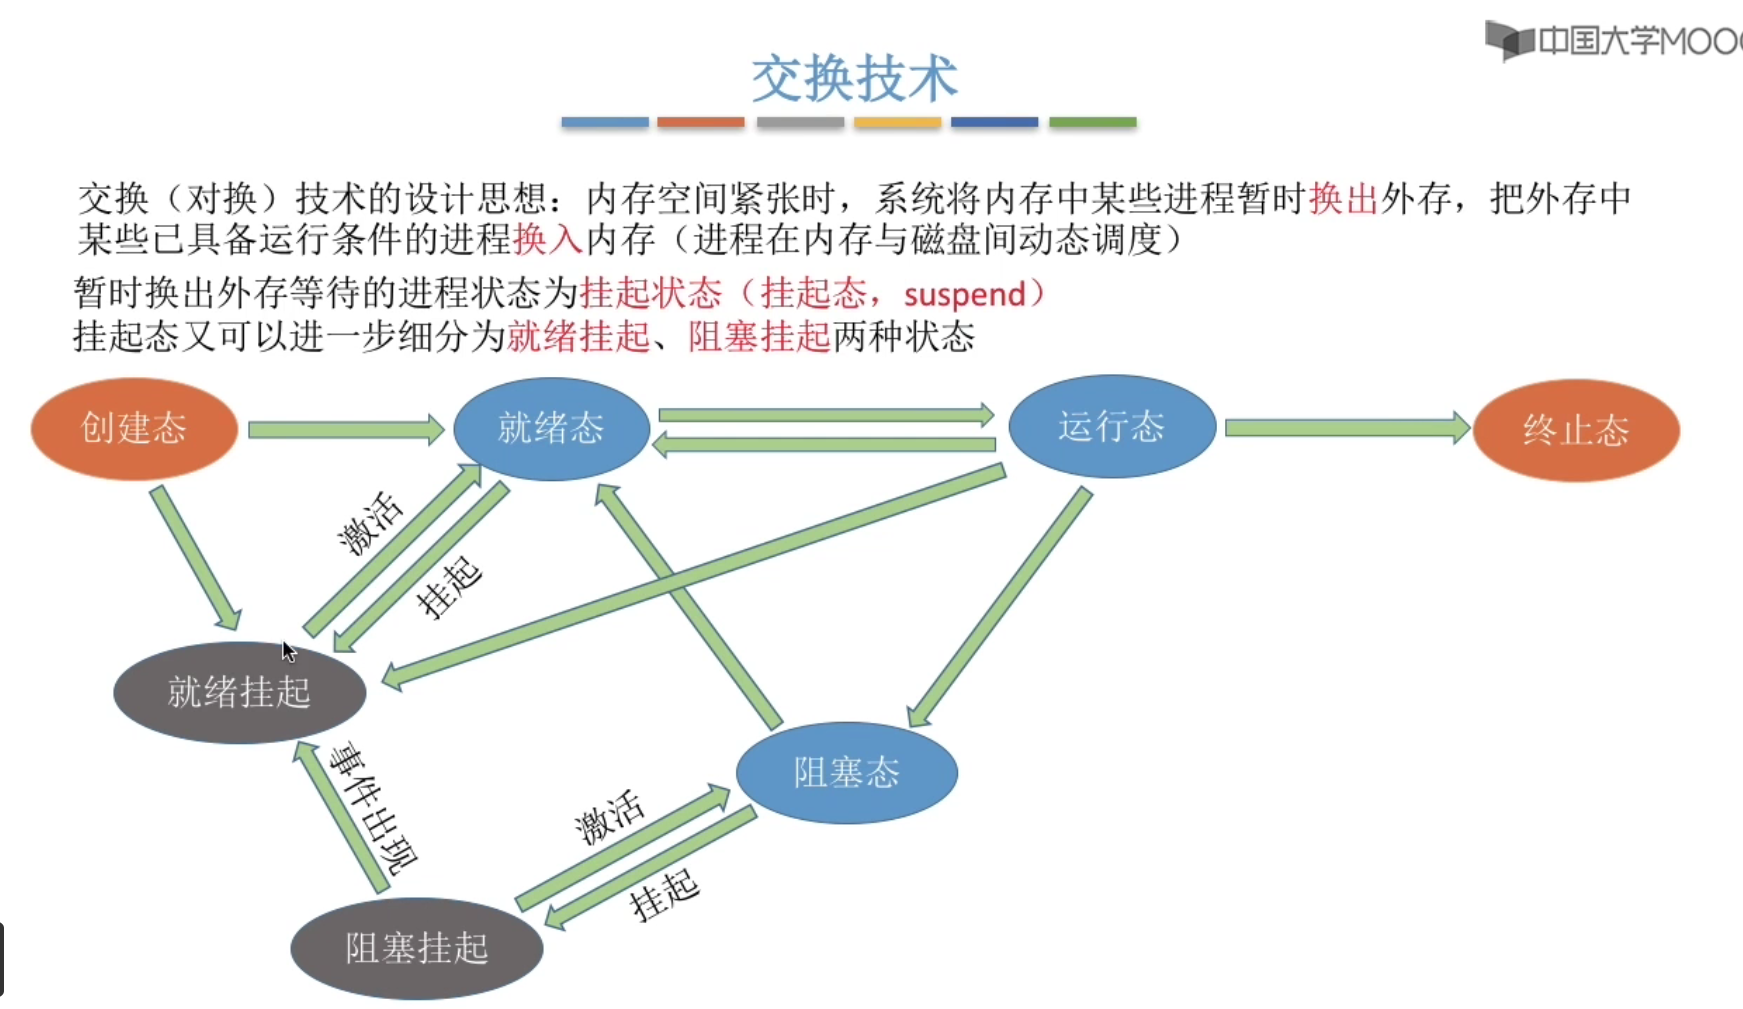 中国大学MOO
交换技术
交换（对换）技术的设计思想：内存空间紧张时，系统将内存中某些进程暂时换出外存，把外存中
某些已具备运行条件的进程换入内存（进程在内存与磁盘间动态调度）
暂时换出外存等待的进程状态为挂起状态（挂起态，suspend）
挂起态又可以进一步细分为就绪挂起、阻塞挂起两种状态
创建态
就绪态
运行态
终止态
激活
挂起
就绪挂起
事件出现
阻塞态
激活
挂起
阻塞挂起